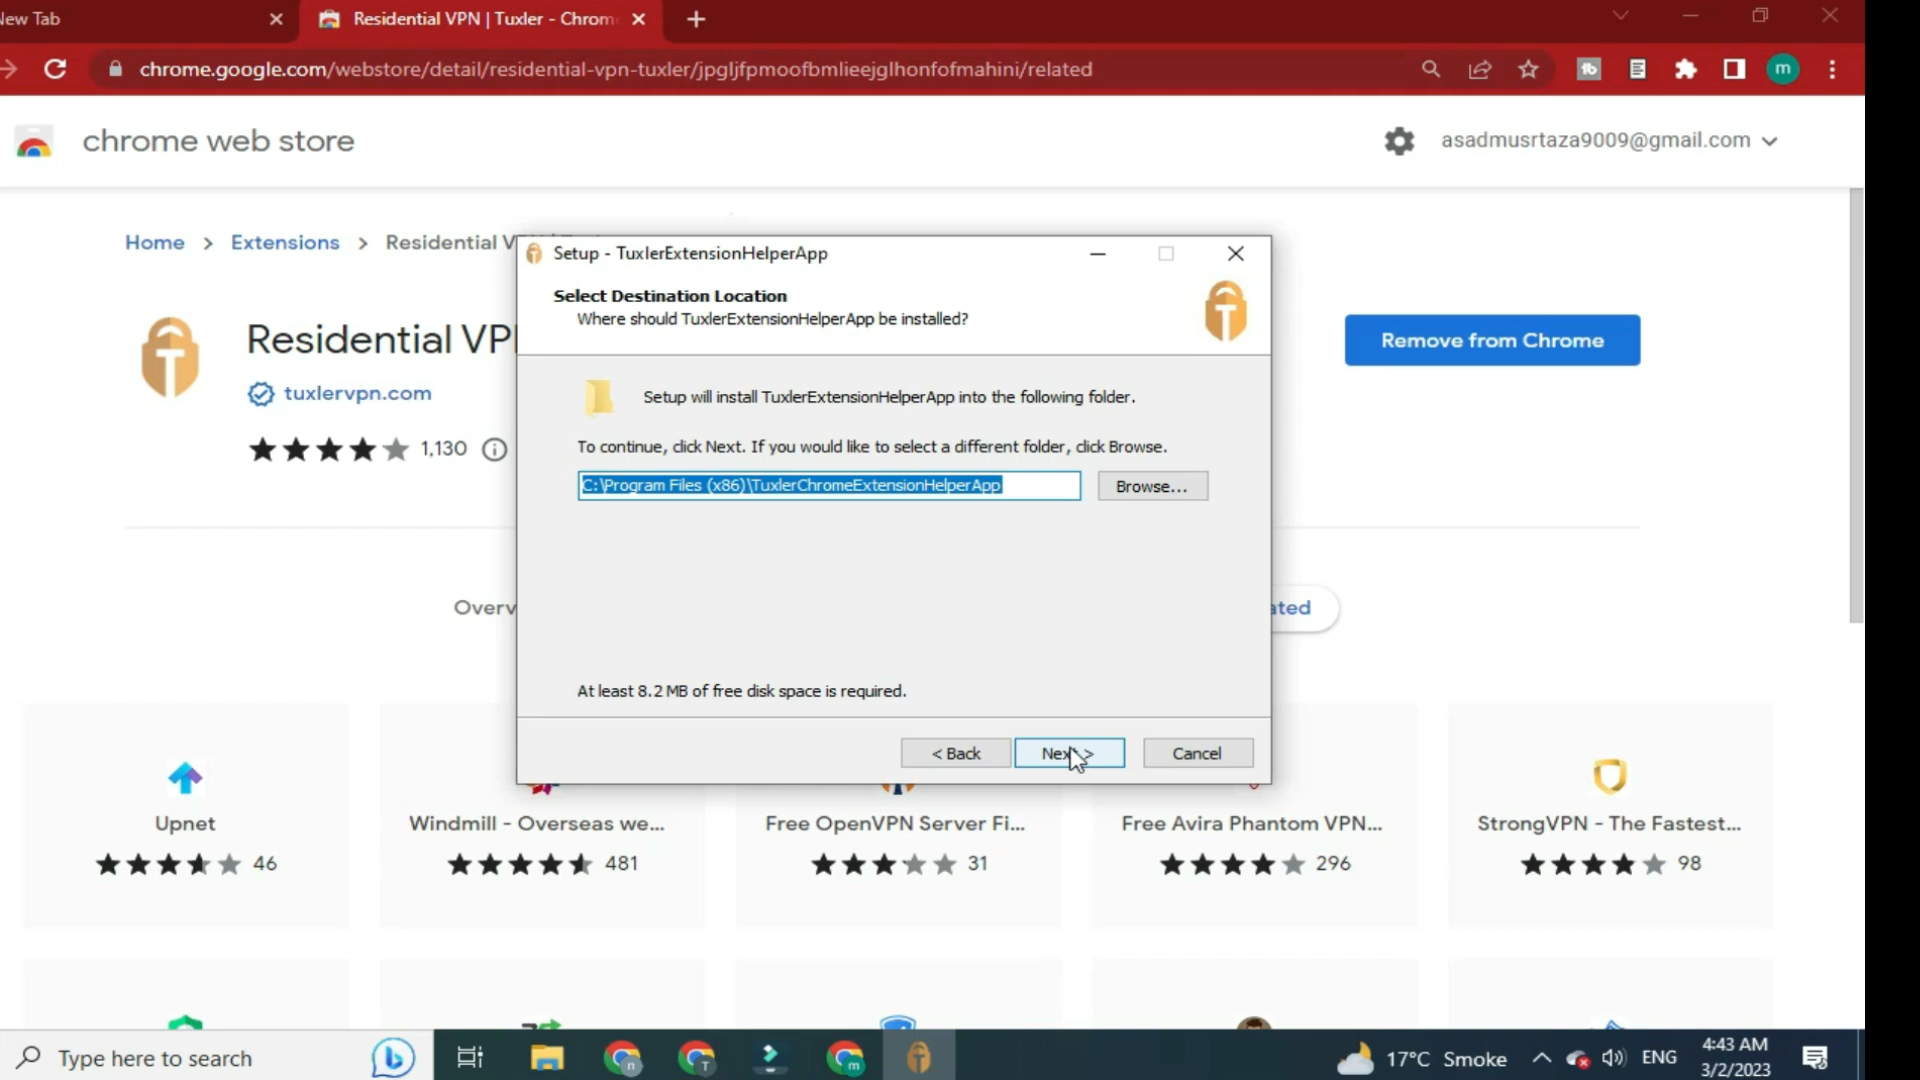 New Tab
Residential VPN | Tuxler - Chrom
chrome.google.com/webstore/detail/residential-vpn-tuxler/jpgljfpmoofbmlieejglhonfofmahini/related
m
chrome web store
asadmusrtaza9009@gmail.com
Home > Extensions > Residential V
Setup - TuxlerExtensionHelperApp
Select Destination Location
Where should TuxlerExtensionHelperApp be installed?
Residential VP
Remove from Chrome
tuxlervpn.com
1,130
Setup will install TuxlerExtensionHelperApp into the following folder.
To continue, click Next. If you would like to select a different folder, click Browse.
C:\Program Files (x86)\TuxlerChromeExtensionHelperApp
Browse...
Overv
ated
At least 8.2 MB of free disk space is required.
< Back
Next >
Cancel
Upnet
Windmill - Overseas we...
Free OpenVPN Server Fi...
Free Avira Phantom VPN...
StrongVPN - The Fastest...
46
481
31
296
98
Type here to search
17°C Smoke
ENG
4:43 AM
3/2/2023